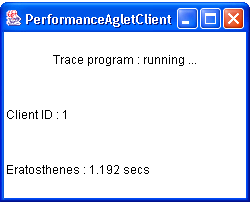 PerformanceAgletClient
Trace program : running ...
Client ID : 1
Eratosthenes : 1.192 secs